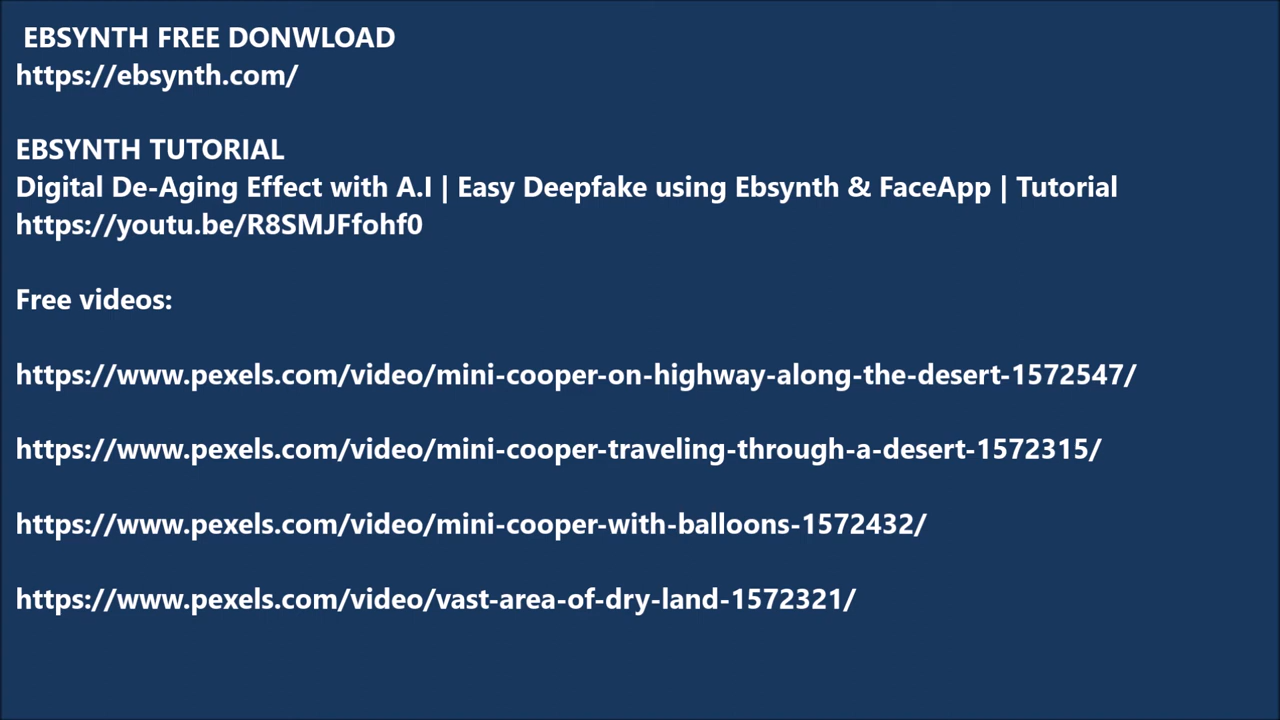 EBSYNTH FREE DONWLOAD
https://ebsynth.com/
EBSYNTH TUTORIAL
Digital De-Aging Effect with A.I | Easy Deepfake using Ebsynth & FaceApp | Tutorial
https://youtu.be/R8SMJFfohf0
Free videos:
https://www.pexels.com/video/mini-cooper-on-highway-along-the-desert-1572547/
https://www.pexels.com/video/mini-cooper-traveling-through-a-desert-1572315/
https://www.pexels.com/video/mini-cooper-with-balloons-1572432/
https://www.pexels.com/video/vast-area-of-dry-land-1572321/